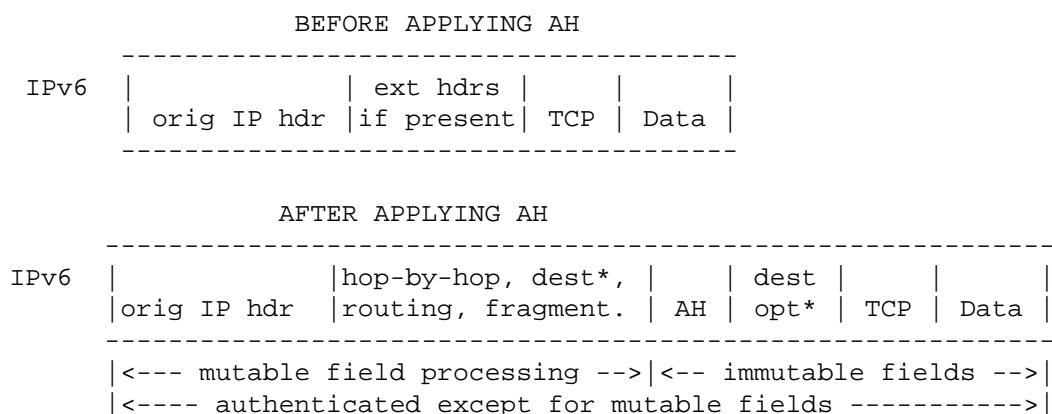 BEFORE APPLYING AH
---------------------------------------
IPv6 | | ext hdrs | | |
| orig IP hdr |if present| TCP | Data |
---------------------------------------
AFTER APPLYING AH
------------------------------------------------------------
IPv6 | |hop-by-hop, dest*, | | dest | | |
|orig IP hdr |routing, fragment. | AH | opt* | TCP | Data |
------------------------------------------------------------
|<--- mutable field processing -->|<-- immutable fields -->|
|<---- authenticated except for mutable fields ----------->|